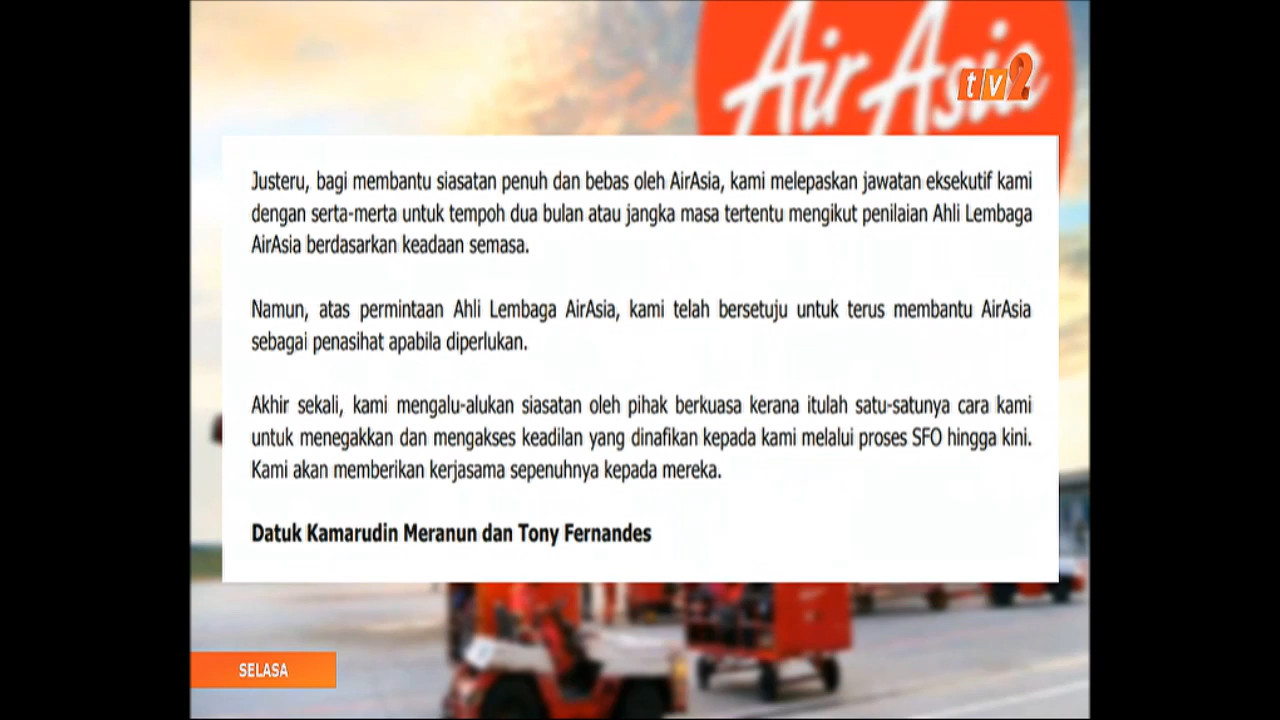 AirAsia
tv2
Justeru, bagi membantu siasatan penuh dan bebas oleh AirAsia, kami melepaskan jawatan eksekutif kami
dengan serta-merta untuk tempoh dua bulan atau jangka masa tertentu mengikut penilaian Ahli Lembaga
AirAsia berdasarkan keadaan semasa.
Namun, atas permintaan Ahli Lembaga AirAsia, kami telah bersetuju untuk terus membantu AirAsia
sebagai penasihat apabila diperlukan.
Akhir sekali, kami mengalu-alukan siasatan oleh pihak berkuasa kerana itulah satu-satunya cara kami
untuk menegakkan dan mengakses keadilan yang dinafikan kepada kami melalui proses SFO hingga kini.
Kami akan memberikan kerjasama sepenuhnya kepada mereka.
Datuk Kamarudin Meranun dan Tony Fernandes
SELASA